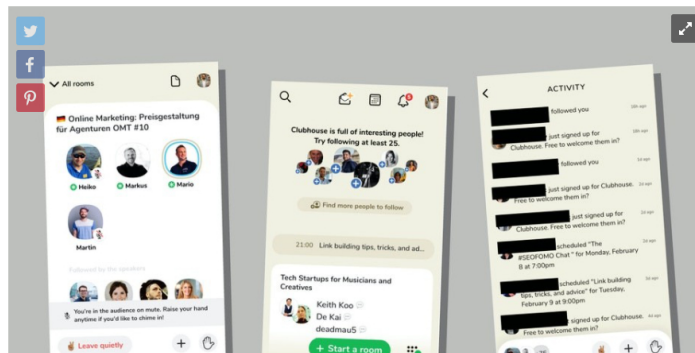 All rooms
🇩🇪 Online Marketing: Preisgestaltung
für Agenturen OMT #10
Heiko
Markus
Mario
Martin
Followed by the speakers
You're in the audience on mute. Raise your hand
anytime if you'd like to chime in!
✌🏼 Leave quietly
Clubhouse is full of interesting people!
Try following at least 25.
Find more people to follow
21:00 Link building tips, tricks, and ad...
Tech Startups for Musicians and
Creatives
Keith Koo
De Kai
deadmau5
+ Start a room
ACTIVITY
followed you
just signed up for
Clubhouse. Free to welcome them in?
followed you
just signed up for Clubhouse.
Free to welcome them in?
just signed up for
Clubhouse. Free to welcome them in?
scheduled "The
#SEOFOMO Chat " for Monday, February
8 at 7:00pm
scheduled "Link building
tips, tricks, and advice" for Tuesday,
February 9 at 9:00pm
just signed up for Clubhouse.
Free to welcome them in?